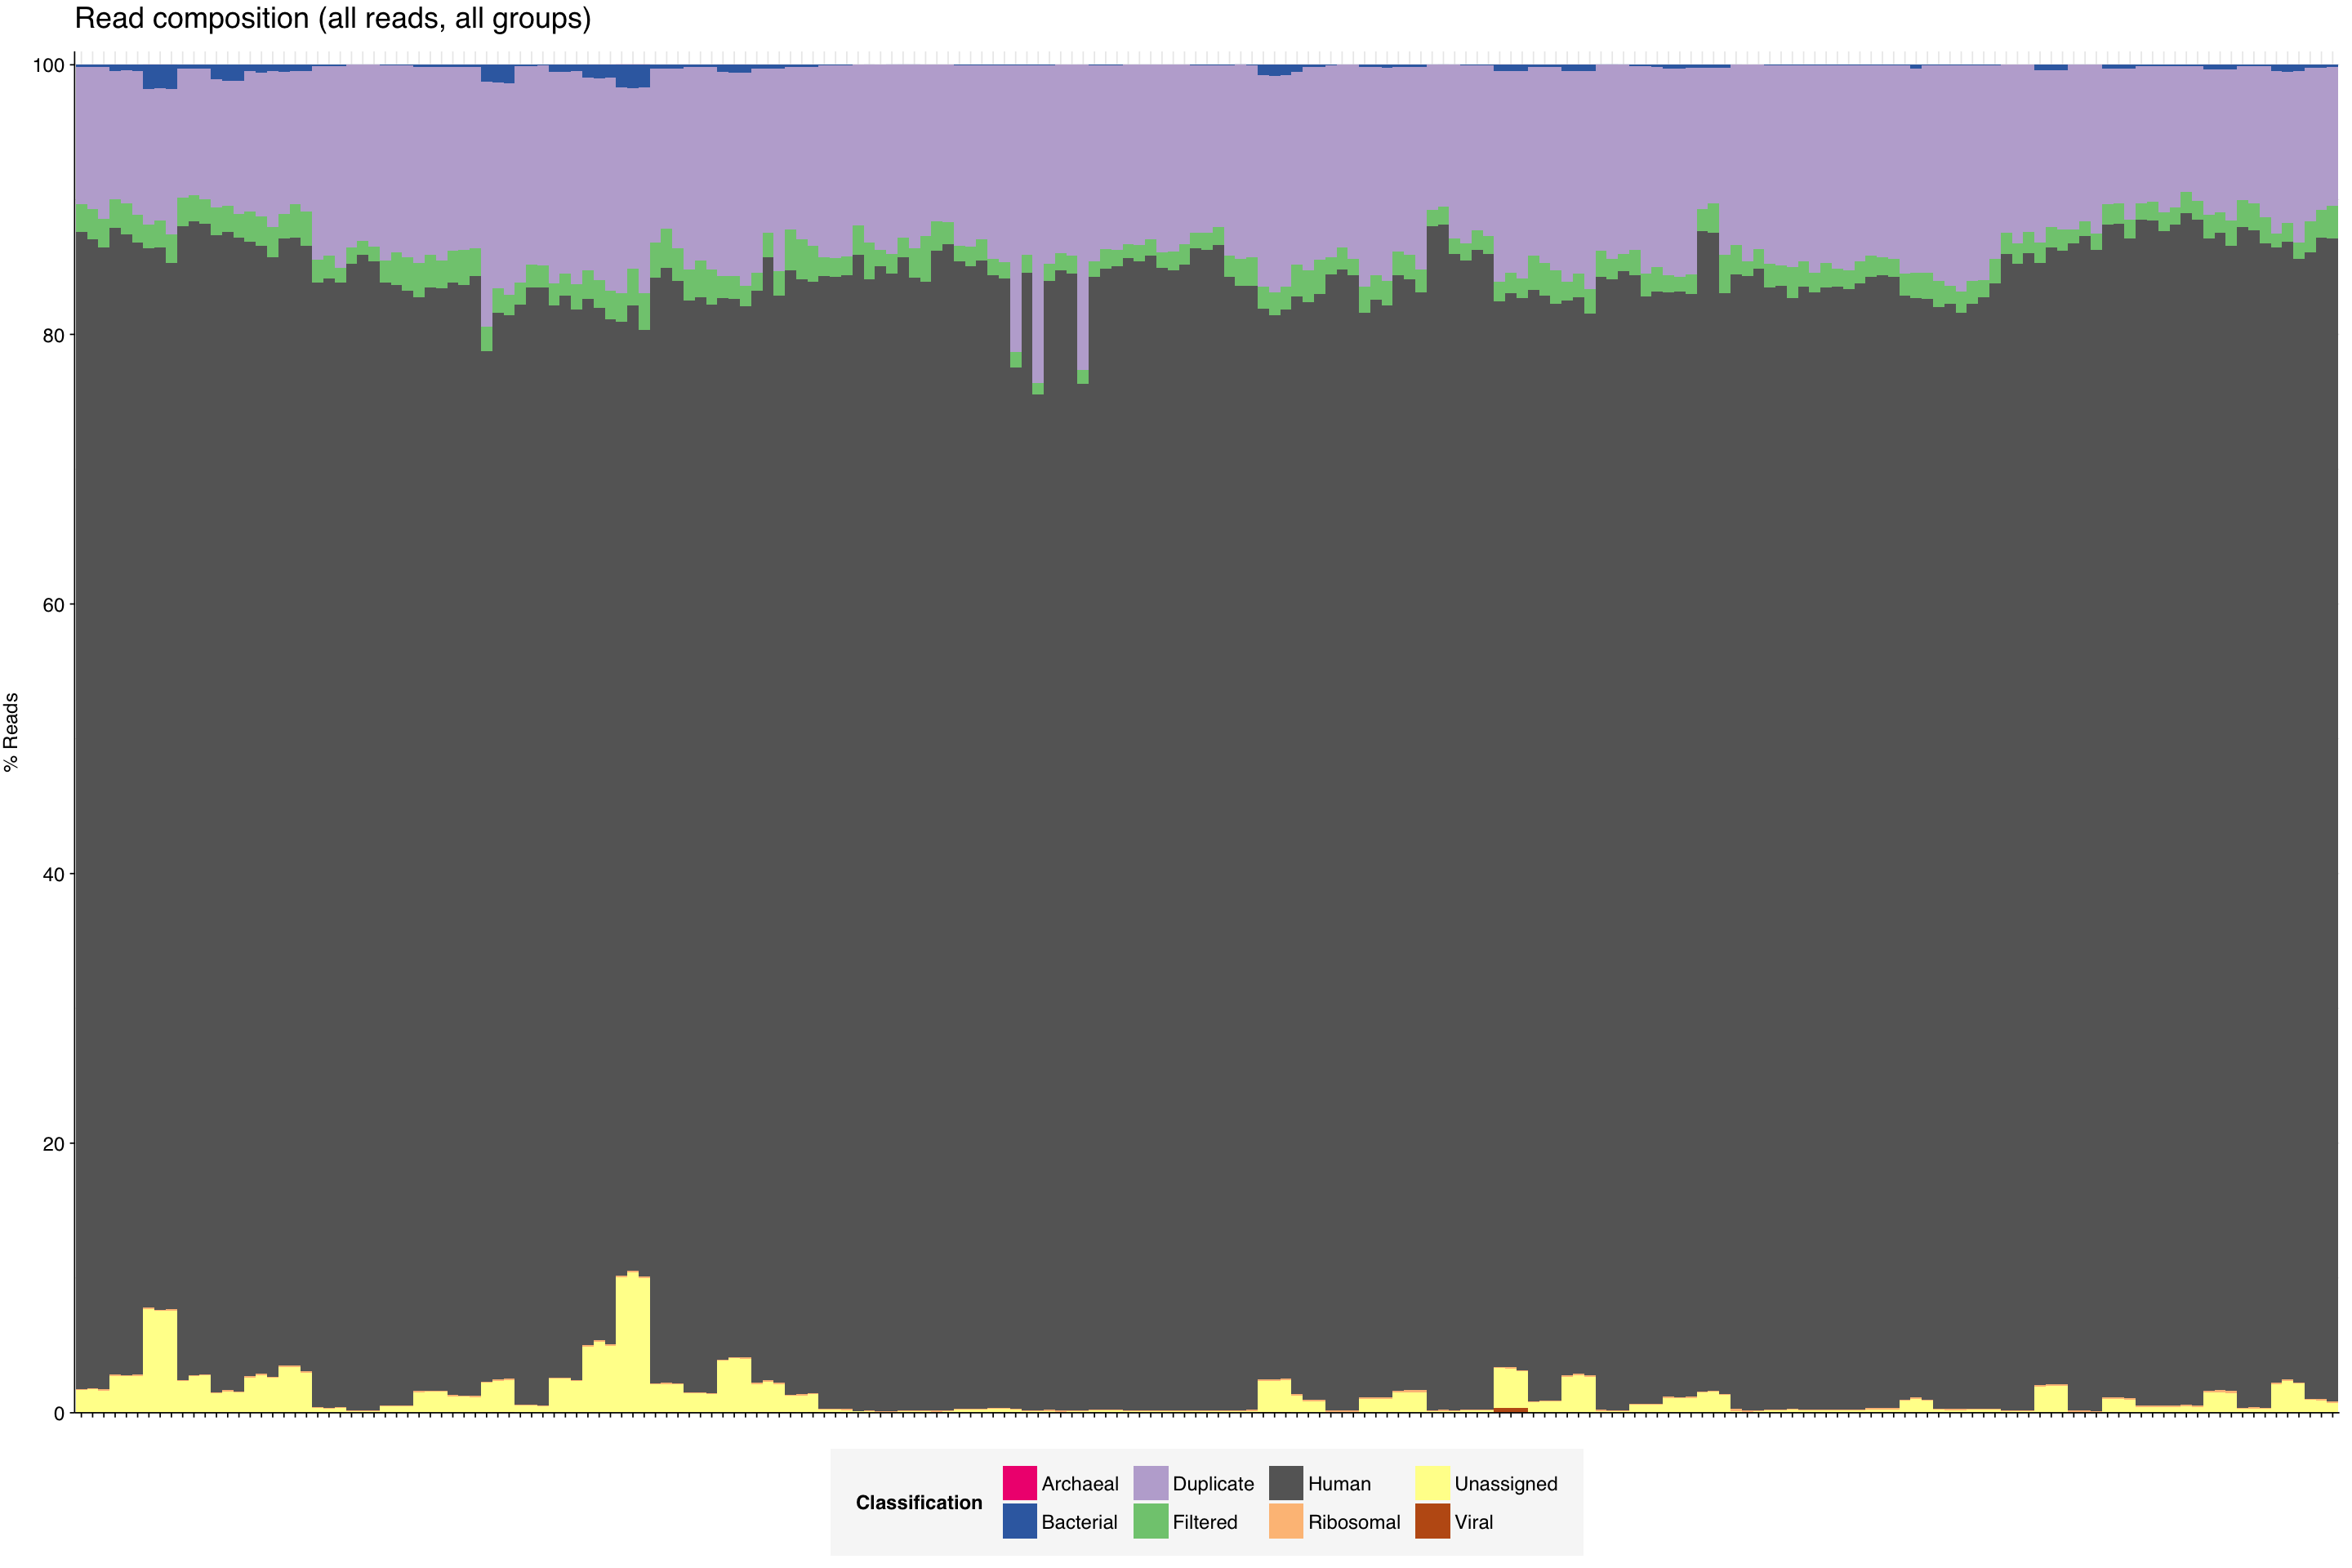 Read composition (all reads, all groups)
100
80
60
40
20
0
% Reads
Classification
Archaeal
Duplicate
Human
Unassigned
Bacterial
Filtered
Ribosomal
Viral